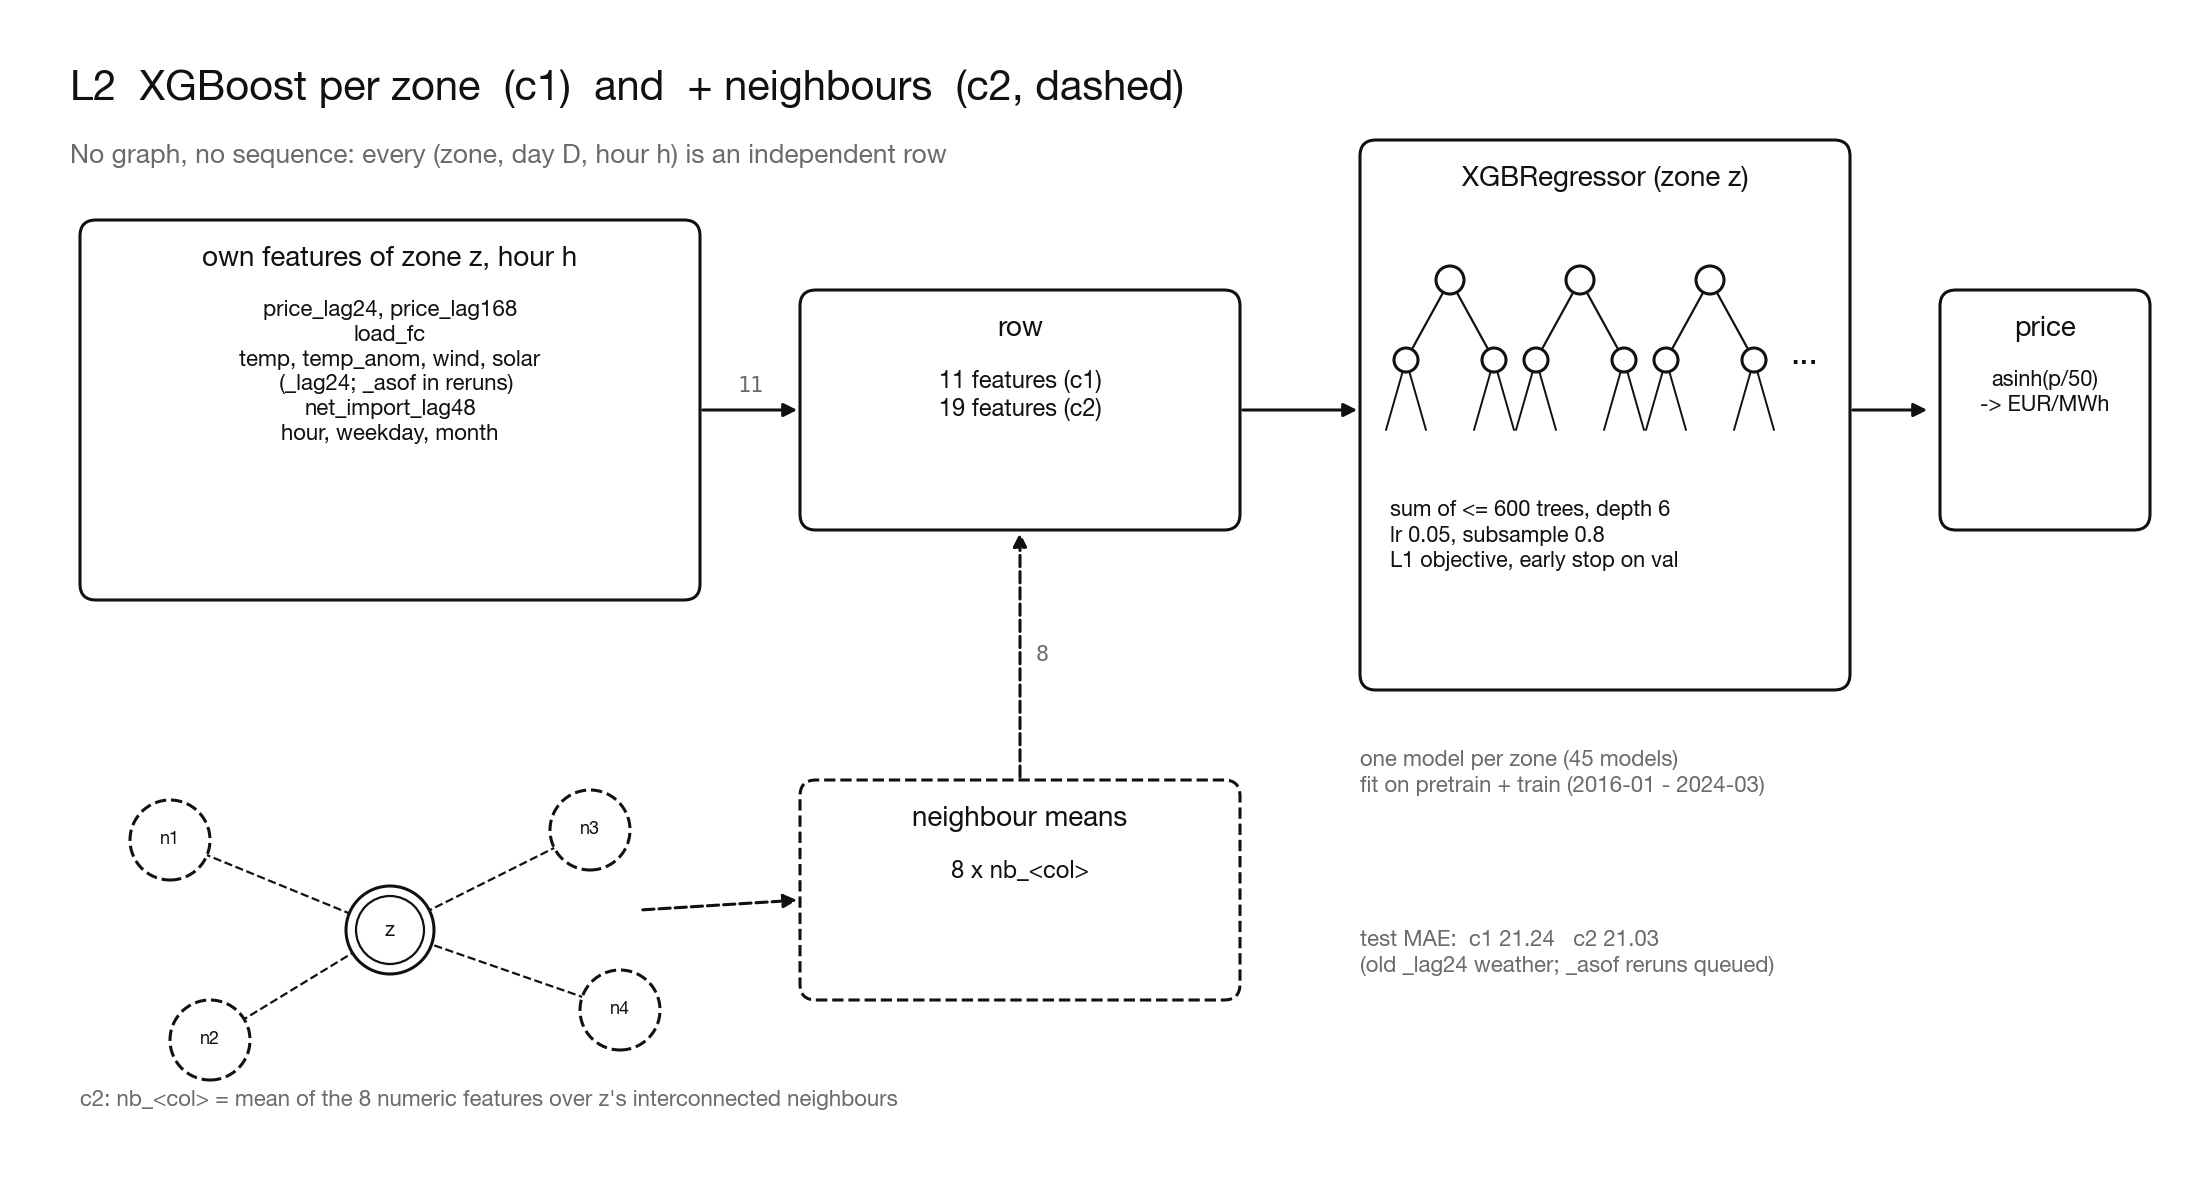 L2  XGBoost per zone  (c1)  and  + neighbours  (c2, dashed)
No graph, no sequence: every (zone, day D, hour h) is an independent row
own features of zone z, hour h
price_lag24, price_lag168
load_fc
temp, temp_anom, wind, solar
(_lag24; _asof in reruns)
net_import_lag48
hour, weekday, month
11
row
11 features (c1)
19 features (c2)
XGBRegressor (zone z)
...
sum of <= 600 trees, depth 6
lr 0.05, subsample 0.8
L1 objective, early stop on val
price
asinh(p/50)
-> EUR/MWh
8
neighbour means
8 x nb_<col>
n1
n3
z
n2
n4
c2: nb_<col> = mean of the 8 numeric features over z's interconnected neighbours
one model per zone (45 models)
fit on pretrain + train (2016-01 - 2024-03)
test MAE:  c1 21.24   c2 21.03
(old _lag24 weather; _asof reruns queued)